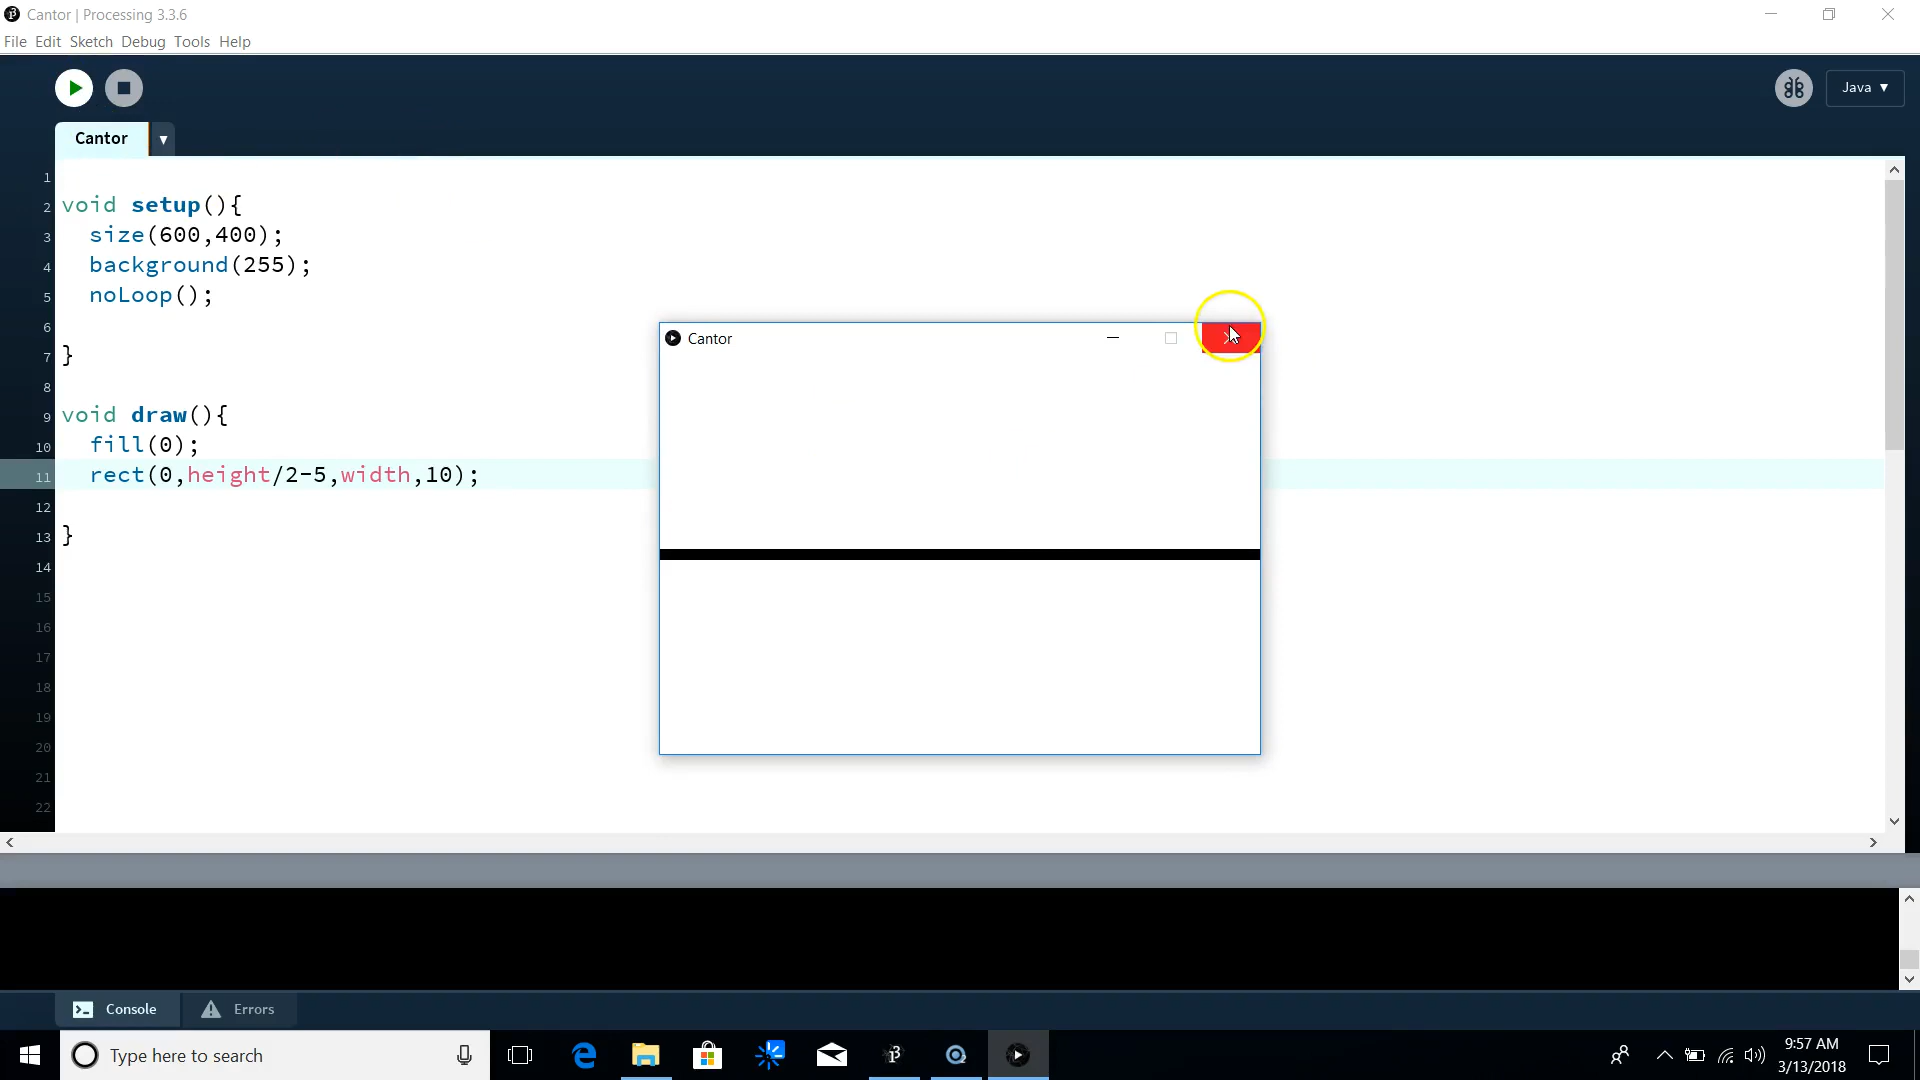 Cantor | Processing 3.3.6
File Edit Sketch Debug Tools Help
Java
Cantor
1
2 void setup(){
3 size(600,400);
4 background(255);
5 noLoop();
6
7 }
8
9 void draw(){
10 fill(0);
11 rect(0,height/2-5,width,10);
12
13 }
14
15
16
17
18
19
20
21
22
Cantor
Console Errors
Type here to search
9:57 AM
3/13/2018